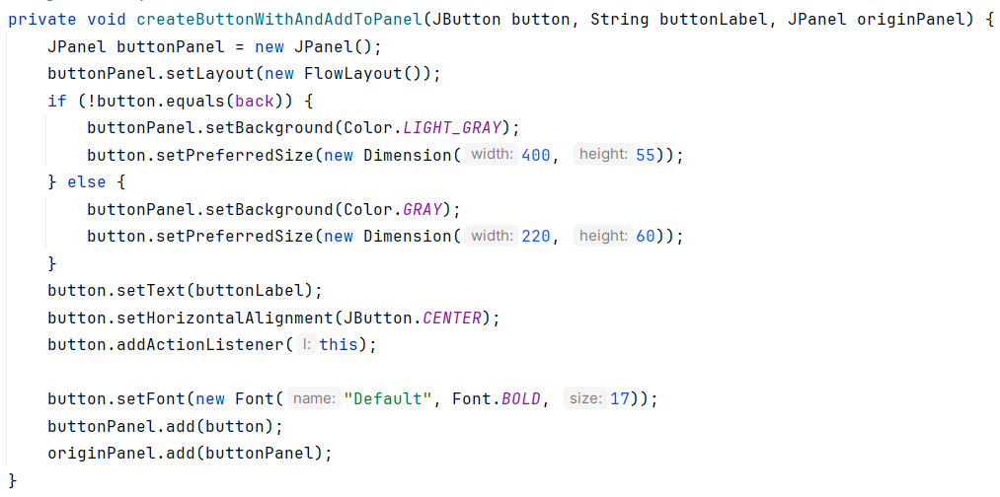 private void createButtonWithAndAddToPanel(JButton button, String buttonLabel, JPanel originPanel) {
    JPanel buttonPanel = new JPanel();
    buttonPanel.setLayout(new FlowLayout());
    if (!button.equals(back)) {
        buttonPanel.setBackground(Color.LIGHT_GRAY);
        button.setPreferredSize(new Dimension( width: 400, height: 55));
    } else {
        buttonPanel.setBackground(Color.GRAY);
        button.setPreferredSize(new Dimension( width: 220, height: 60));
    }
    button.setText(buttonLabel);
    button.setHorizontalAlignment(JButton.CENTER);
    button.addActionListener( l: this);

    button.setFont(new Font( name: "Default", Font.BOLD, size: 17));
    buttonPanel.add(button);
    originPanel.add(buttonPanel);
}